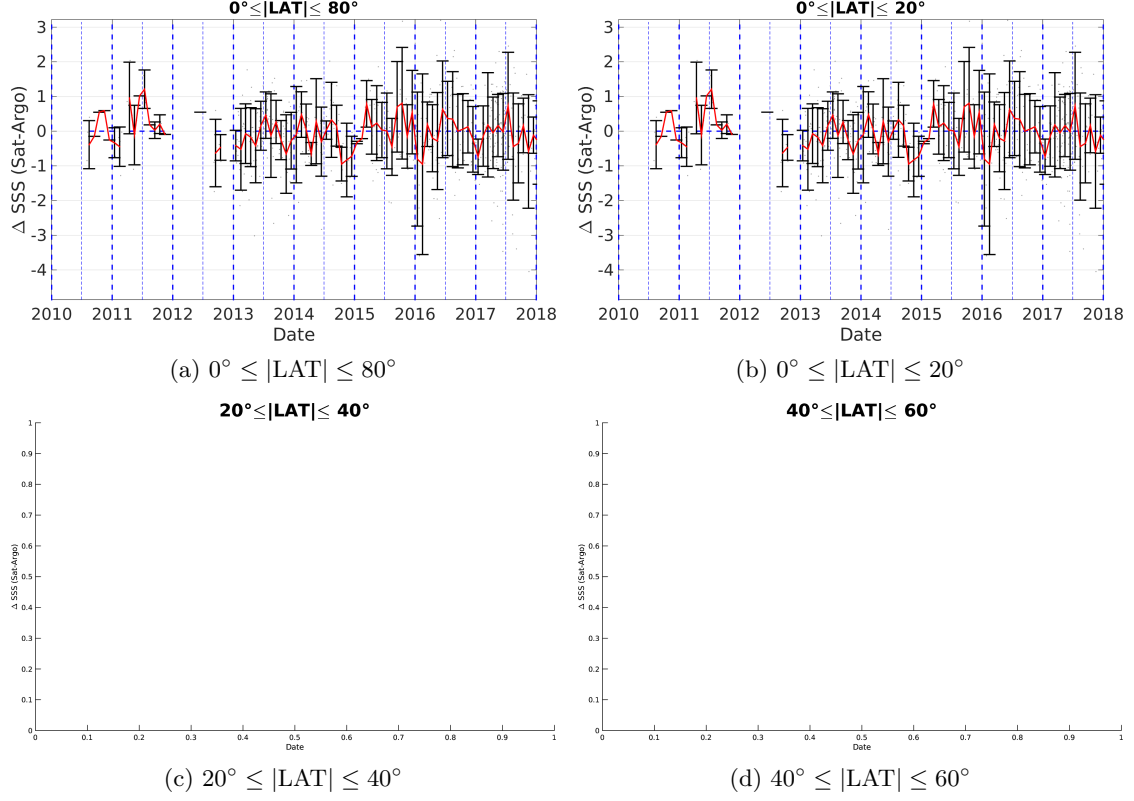 0°≤|LAT|≤ 80°
3
2
1
0
-1
-2
-3
-4
Δ SSS (Sat-Argo)
2010 2011 2012 2013 2014 2015 2016 2017 2018
Date
(a) 0° ≤ |LAT| ≤ 80°
0°≤|LAT|≤ 20°
3
2
1
0
-1
-2
-3
-4
Δ SSS (Sat-Argo)
2010 2011 2012 2013 2014 2015 2016 2017 2018
Date
(b) 0° ≤ |LAT| ≤ 20°
20°≤|LAT|≤ 40°
1
0.9
0.8
0.7
0.6
0.5
0.4
0.3
0.2
0.1
0
Δ SSS (Sat-Argo)
0 0.1 0.2 0.3 0.4 0.5 0.6 0.7 0.8 0.9 1
Date
(c) 20° ≤ |LAT| ≤ 40°
40°≤|LAT|≤ 60°
1
0.9
0.8
0.7
0.6
0.5
0.4
0.3
0.2
0.1
0
Δ SSS (Sat-Argo)
0 0.1 0.2 0.3 0.4 0.5 0.6 0.7 0.8 0.9 1
Date
(d) 40° ≤ |LAT| ≤ 60°